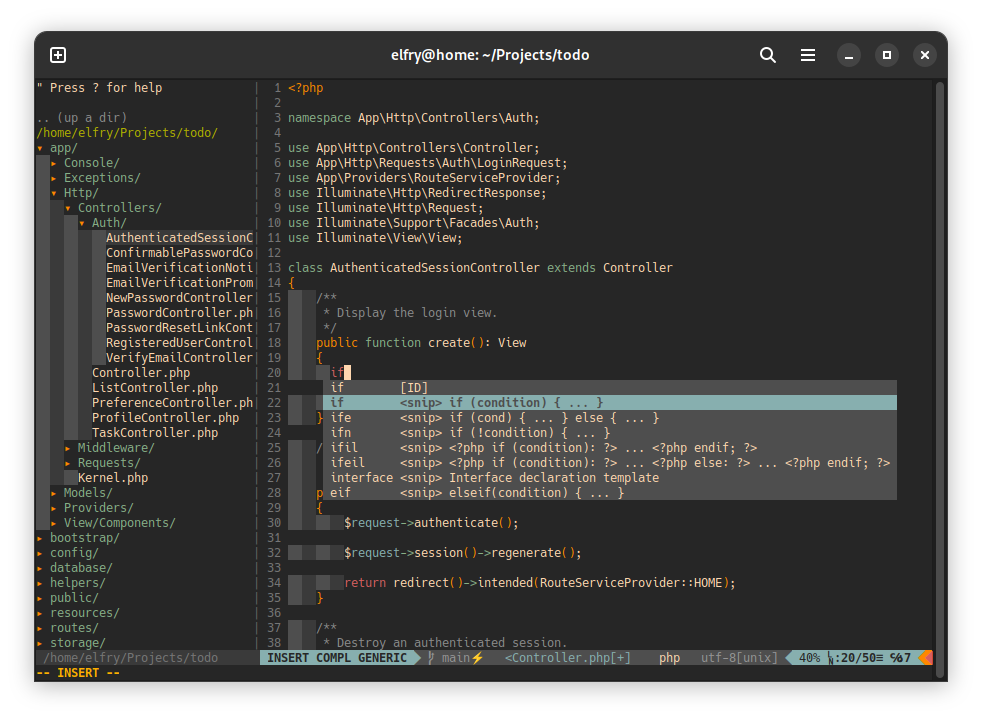 elfry@home: ~/Projects/todo
" Press ? for help
.. (up a dir)
/home/elfry/Projects/todo/
▾ app/
▸ Console/
▸ Exceptions/
▾ Http/
▾ Controllers/
▾ Auth/
AuthenticatedSessionC
ConfirmablePasswordCo
EmailVerificationNoti
EmailVerificationProm
NewPasswordController
PasswordController.ph
PasswordResetLinkCont
RegisteredUserControl
VerifyEmailController
Controller.php
ListController.php
PreferenceController.ph
ProfileController.php
TaskController.php
▸ Middleware/
▸ Requests/
Kernel.php
▸ Models/
▸ Providers/
▸ View/Components/
▸ bootstrap/
▸ config/
▸ database/
▸ helpers/
▸ public/
▸ resources/
▸ routes/
▸ storage/
/home/elfry/Projects/todo
1 <?php
2
3 namespace App\Http\Controllers\Auth;
4
5 use App\Http\Controllers\Controller;
6 use App\Http\Requests\Auth\LoginRequest;
7 use App\Providers\RouteServiceProvider;
8 use Illuminate\Http\RedirectResponse;
9 use Illuminate\Http\Request;
10 use Illuminate\Support\Facades\Auth;
11 use Illuminate\View\View;
12
13 class AuthenticatedSessionController extends Controller
14 {
15 /**
16 * Display the login view.
17 */
18 public function create(): View
19 {
20 if
21 if [ID]
22 if <snip> if (condition) { ... }
23 } ife <snip> if (cond) { ... } else { ... }
24 ifn <snip> if (!condition) { ... }
25 / ifil <snip> <?php if (condition): ?> ... <?php endif; ?>
26 ifeil <snip> <?php if (condition): ?> ... <?php else: ?> ... <?php endif; ?>
27 interface <snip> Interface declaration template
28 p eif <snip> elseif(condition) { ... }
29 {
30 $request->authenticate();
31
32 $request->session()->regenerate();
33
34 return redirect()->intended(RouteServiceProvider::HOME);
35 }
36
37 /**
38 * Destroy an authenticated session.
INSERT COMPL GENERIC main⚡ <Controller.php[+] php utf-8[unix] 40% ␤:20/50≡ ℅7
-- INSERT --